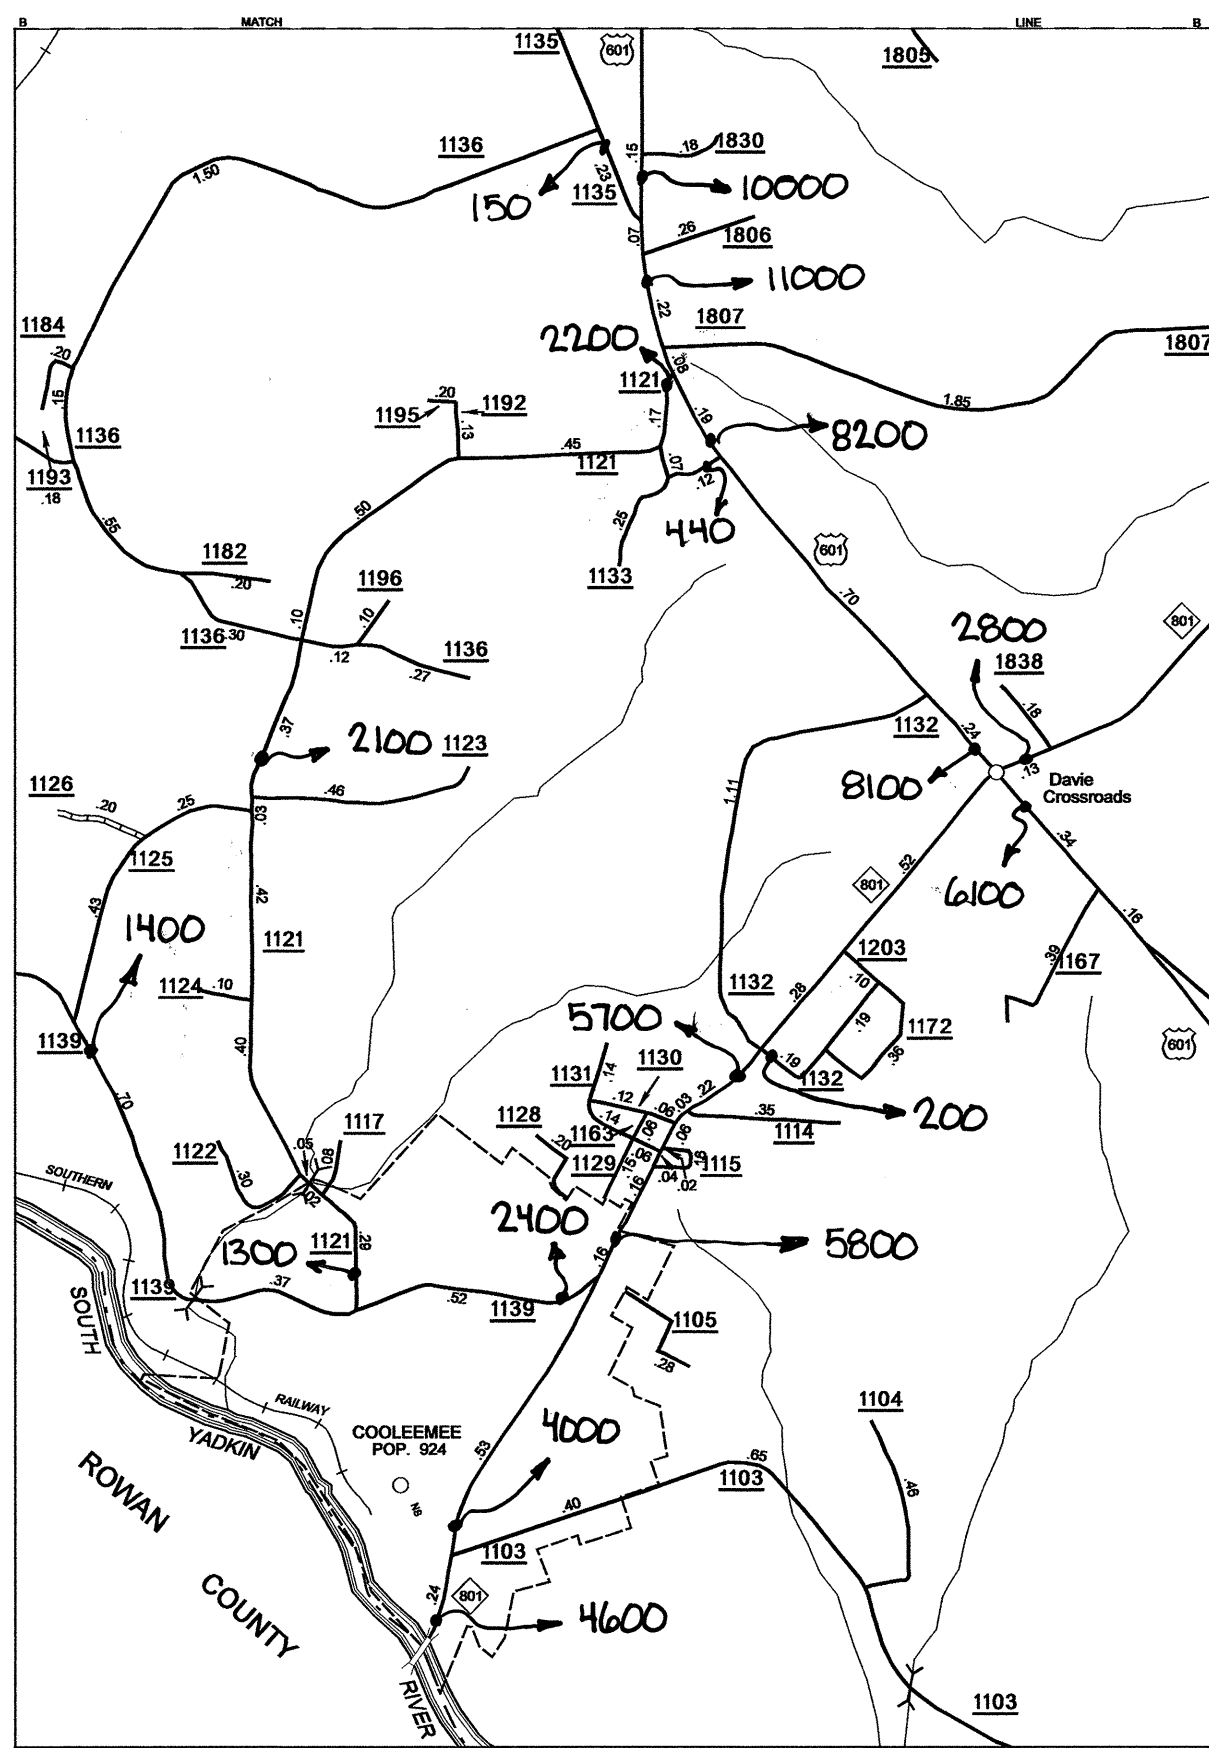 B MATCH LINE B
1135 601 1805
1136 .15 .18 1830
1.50 .23 10000
150 1135
.07 .26 1806
11000
.22 1807
1184 2200 1807
.20 .08
1121
.20 1192 1.85
.15 1195 .17 .19
.13 8200
1136 .45
1121 .07
1193 .12
.18 .50
.25 440
.55
1182 601
.20 1196 1133
.70
.10 .10 801
1136 .30 2800
.12 1136 1838
.27
.18
.37 1132 .24
2100 1123
.13 Davie
1126 8100 Crossroads
.20 .25 .46 1.11
.03
.34
1125 .52
801
.43 .42 6100
.18
1400 1203
1121 .39 1167
1124 .10 1132 .10
.28
5700 .19 1172
1139 .40 1130 601
1131 .14 .19 .36
.70 .12 .22 1132
1128 .06 .03
.35 200
1117 .14 .06 .06 1114
.05 1163
1122 .08 .20 .06 .16
1129 .15 1115
SOUTHERN .30 .04 .02
.02 .16
2400
1300 1121 .29 5800
.16
1139 .37
SOUTH .52 1139
1105
.28
RAILWAY 1104
COOLEEMEE 4000
YADKIN POP. 924
.53 .65
1103 .46
ROWAN NB .40
1103
COUNTY .24 801
4600
RIVER
1103